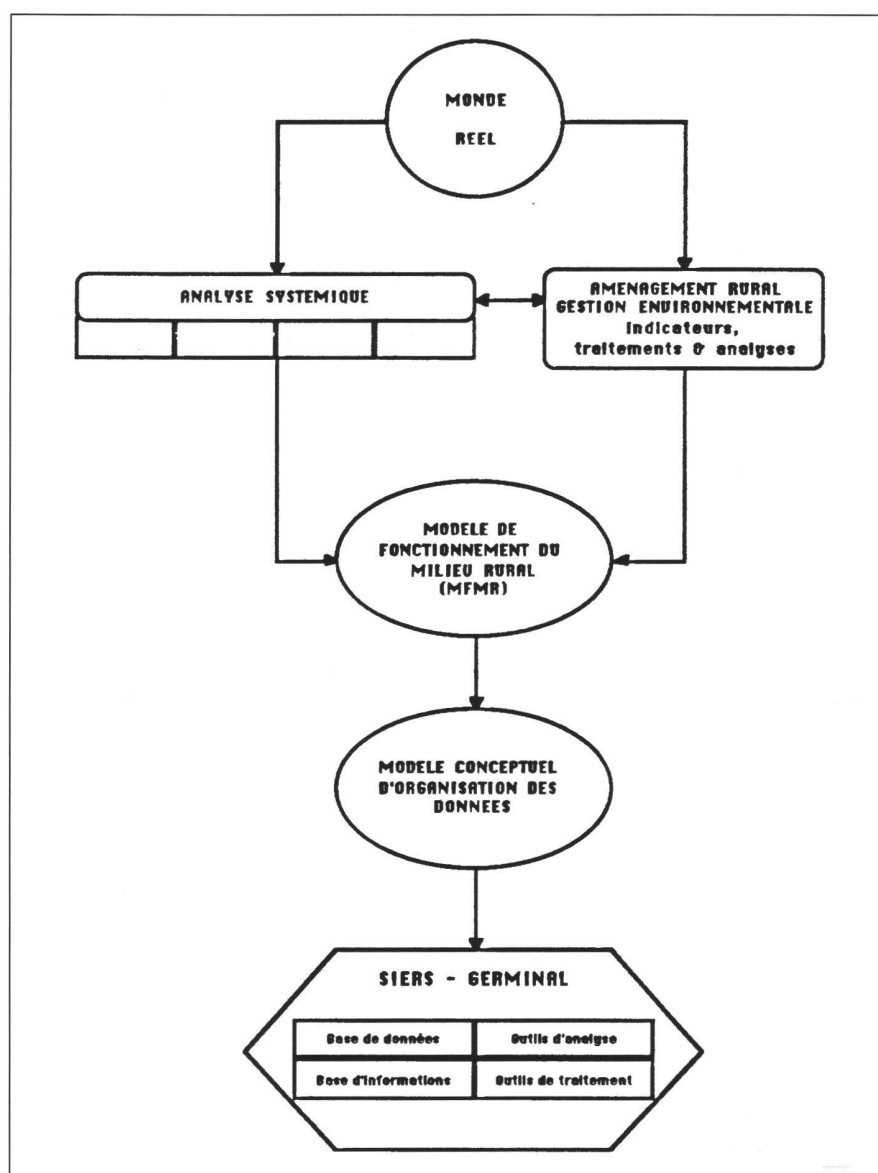 MONDE
REEL
ANALYSE SYSTEMIQUE
AMENAGEMENT RURAL
GESTION ENVIRONNEMENTALE
indicateurs,
traitements & analyses
MODELE DE
FONCTIONNEMENT DU
MILIEU RURAL
(MFMR)
MODELE CONCEPTUEL
D'ORGANISATION DES
DONNEES
SIERS - GERMINAL
Base de données
Outils d'analyse
Base d'informations
Outils de traitement